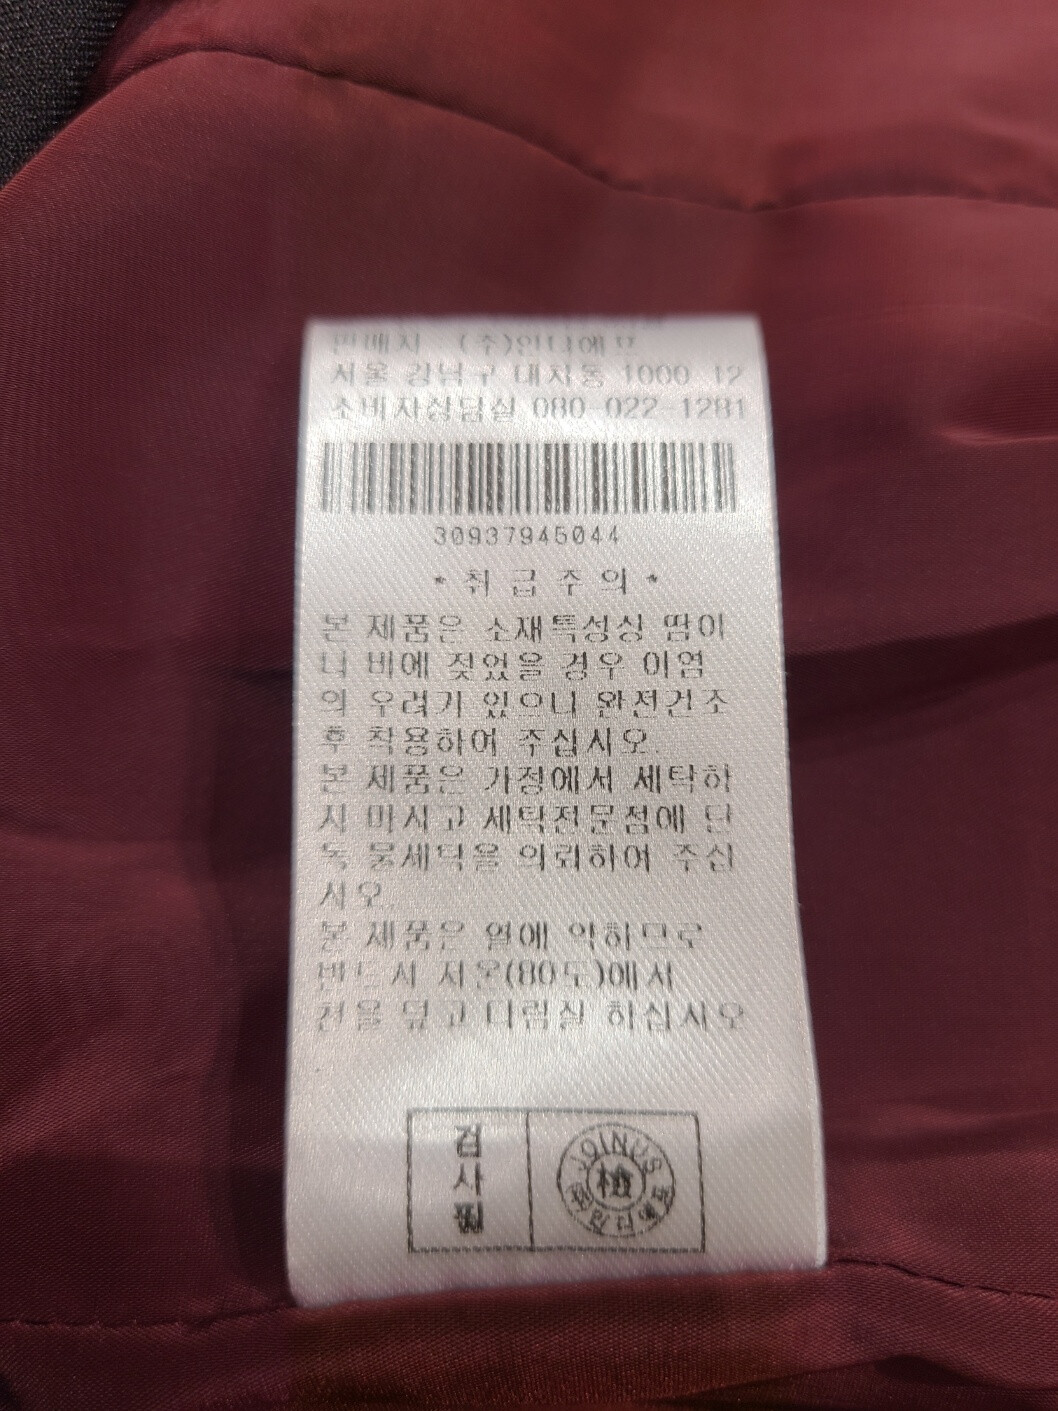 판매자 (주)인디에프
서울 강남구 대치동 1000-12
소비자상담실 080-022-1281
30937945044
*취급주의*
본 제품은 소재특성상 땀이
나 비에 젖었을 경우 이염
의 우려가 있으니 완전건조
후 착용하여 주십시오.
본 제품은 가정에서 세탁하
지 마시고 세탁전문점에 단
독 물세탁을 의뢰하여 주십
시오.
본 제품은 열에 약하므로
반드시 저온(80도)에서
천을 덮고 다림질 하십시오
검
사
필
JOINUS
檢
㈜인디에프